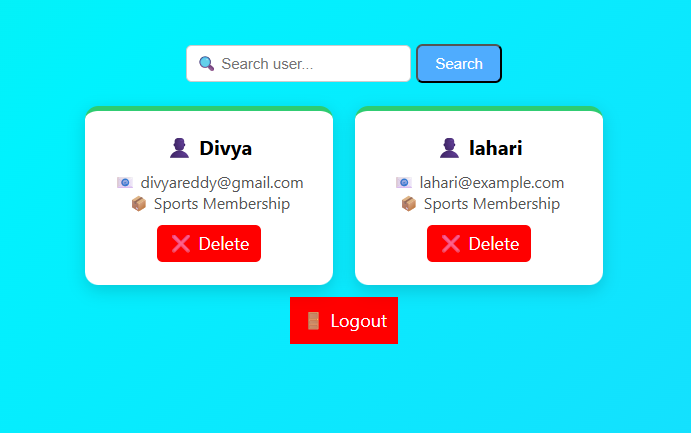 🔍 Search user...
Search
👤 Divya
📧 divyareddy@gmail.com
📦 Sports Membership
❌ Delete
👤 lahari
📧 lahari@example.com
📦 Sports Membership
❌ Delete
🚪 Logout